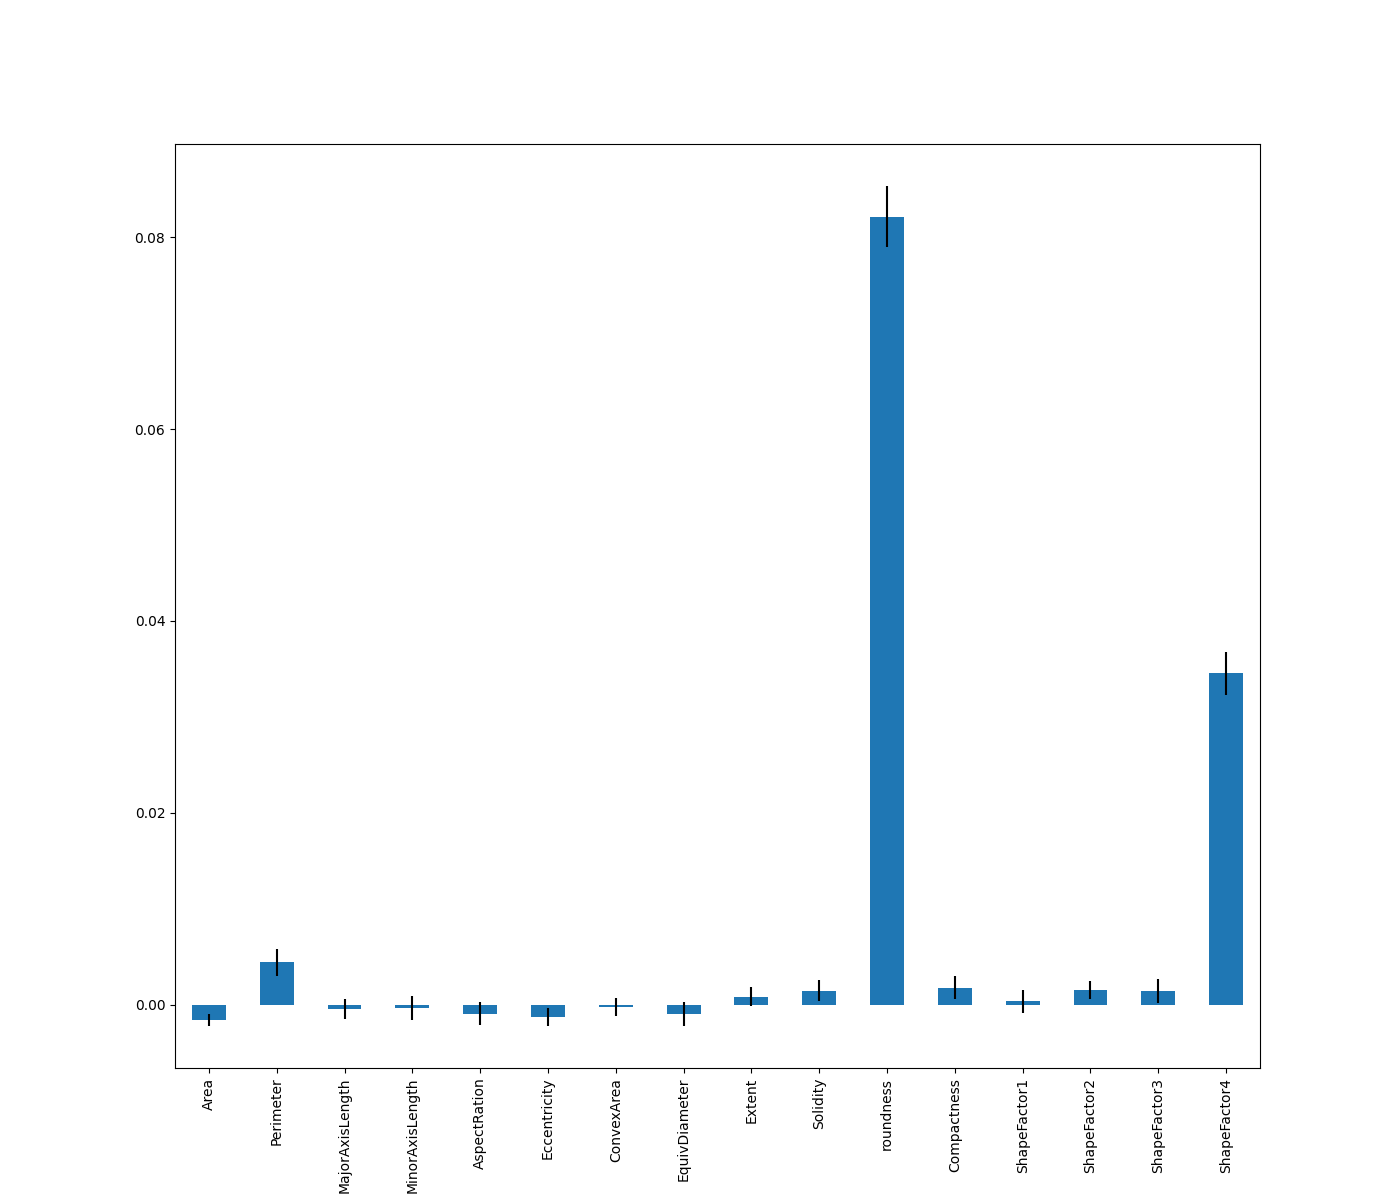 0.08
0.06
0.04
0.02
0.00
Area
Perimeter
MajorAxisLength
MinorAxisLength
AspectRation
Eccentricity
ConvexArea
EquivDiameter
Extent
Solidity
roundness
Compactness
ShapeFactor1
ShapeFactor2
ShapeFactor3
ShapeFactor4